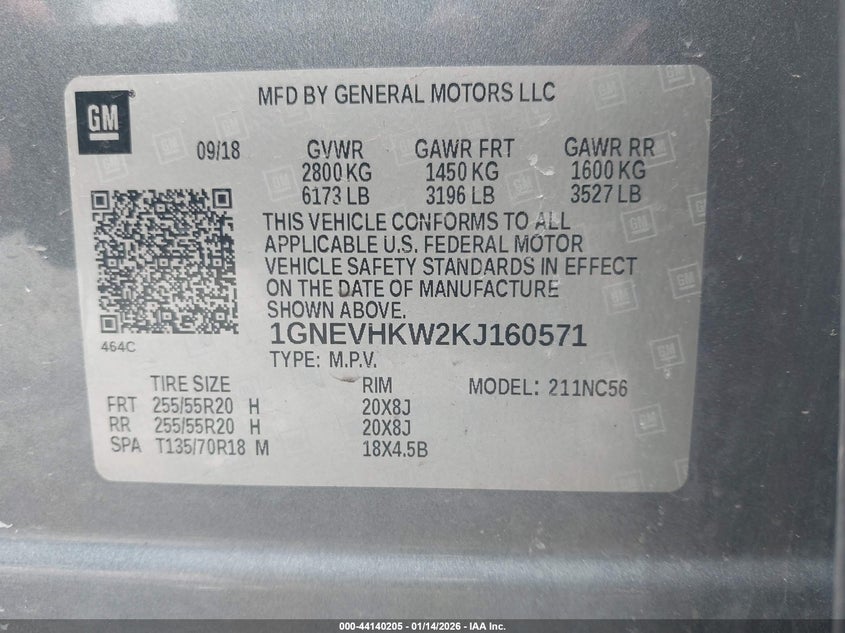 GM
MFD BY GENERAL MOTORS LLC
09/18 GVWR GAWR FRT GAWR RR
2800 KG 1450 KG 1600 KG
6173 LB 3196 LB 3527 LB
THIS VEHICLE CONFORMS TO ALL
APPLICABLE U.S. FEDERAL MOTOR
VEHICLE SAFETY STANDARDS IN EFFECT
ON THE DATE OF MANUFACTURE
SHOWN ABOVE.
1GNEVHKW2KJ160571
464C
TYPE: M.P.V.
TIRE SIZE RIM MODEL: 211NC56
FRT 255/55R20 H 20X8J
RR 255/55R20 H 20X8J
SPA T135/70R18 M 18X4.5B
000-44140205 - 01/14/2026 - IAA Inc.